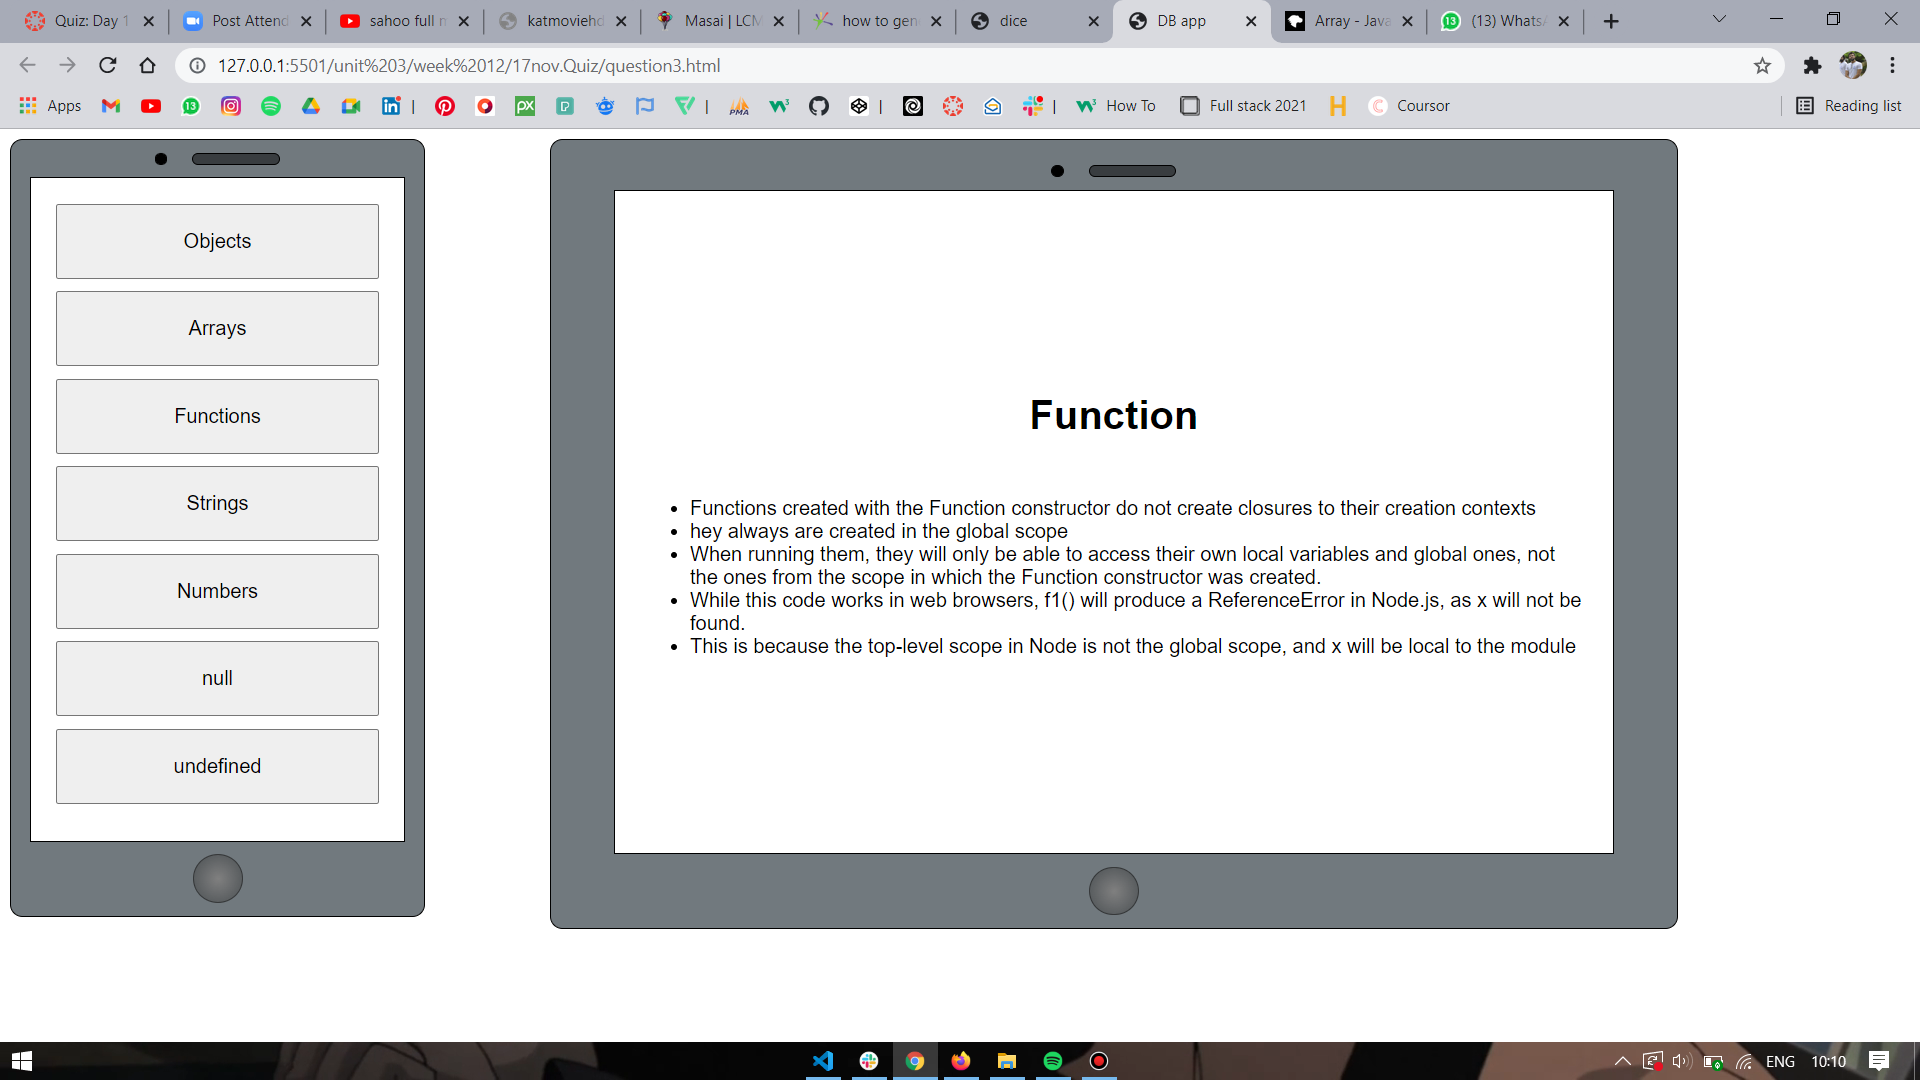 Quiz: Day 1
Post Attend
sahoo full m
katmoviehd
Masai | LCM
how to gen
dice
DB app
Array - Java
(13) Whats
127.0.0.1:5501/unit%203/week%2012/17nov.Quiz/question3.html
Apps
13
|
PX
P
|
PMA
W3
|
|
W3 How To
Full stack 2021
H
C Coursor
Reading list
Objects
Arrays
Functions
Strings
Numbers
null
undefined
Function
Functions created with the Function constructor do not create closures to their creation contexts
hey always are created in the global scope
When running them, they will only be able to access their own local variables and global ones, not
the ones from the scope in which the Function constructor was created.
While this code works in web browsers, f1() will produce a ReferenceError in Node.js, as x will not be
found.
This is because the top-level scope in Node is not the global scope, and x will be local to the module
ENG
10:10